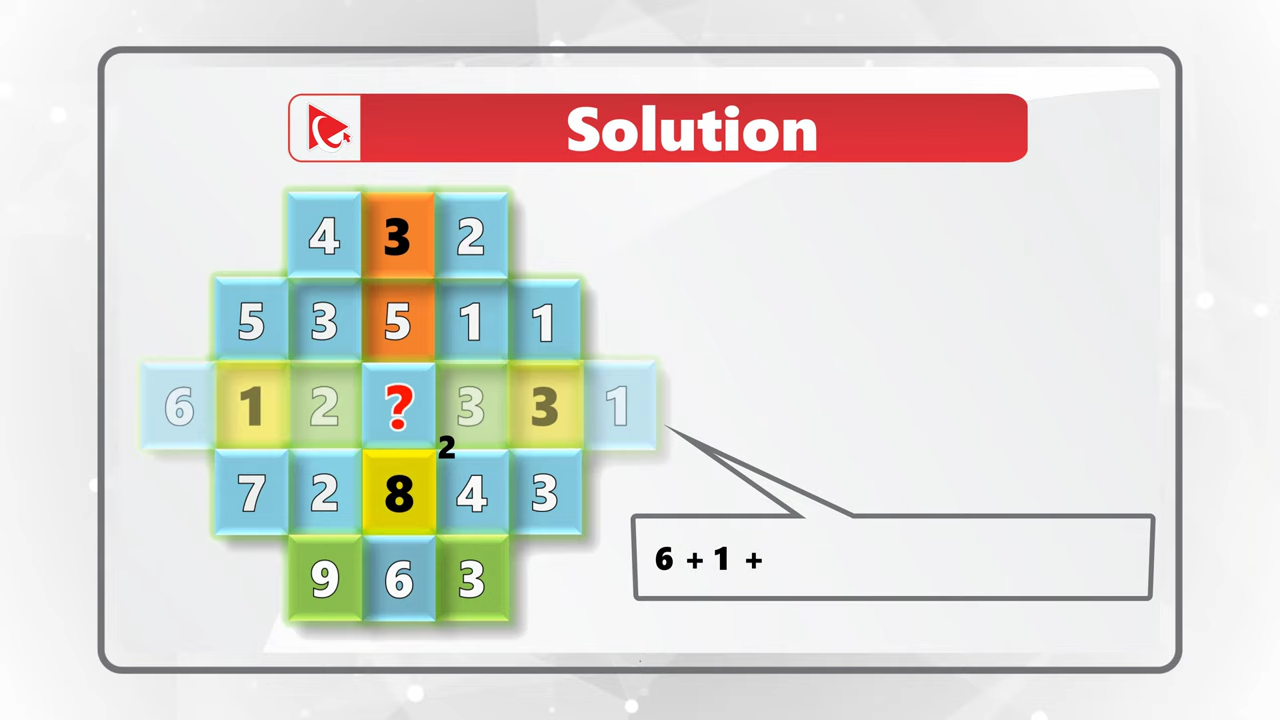 Solution
4 3 2
5 3 5 1 1
6 1 2 ? 3 3 1
2
7 2 8 4 3
9 6 3
6 + 1 +